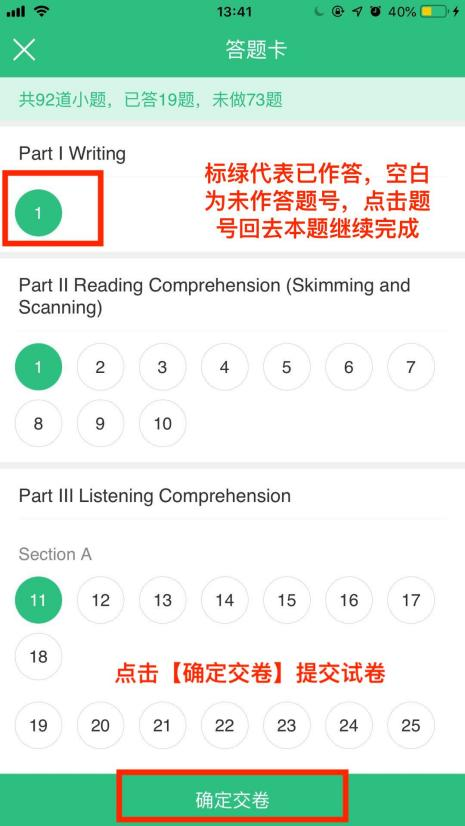 13:41
40%
答题卡
共92道小题，已答19题，未做73题
Part I Writing
1
标绿代表已作答，空白
为未作答题号，点击题
号回去本题继续完成
Part II Reading Comprehension (Skimming and
Scanning)
1 2 3 4 5 6 7
8 9 10
Part III Listening Comprehension
Section A
11 12 13 14 15 16 17
18
点击【确定交卷】提交试卷
19 20 21 22 23 24 25
确定交卷